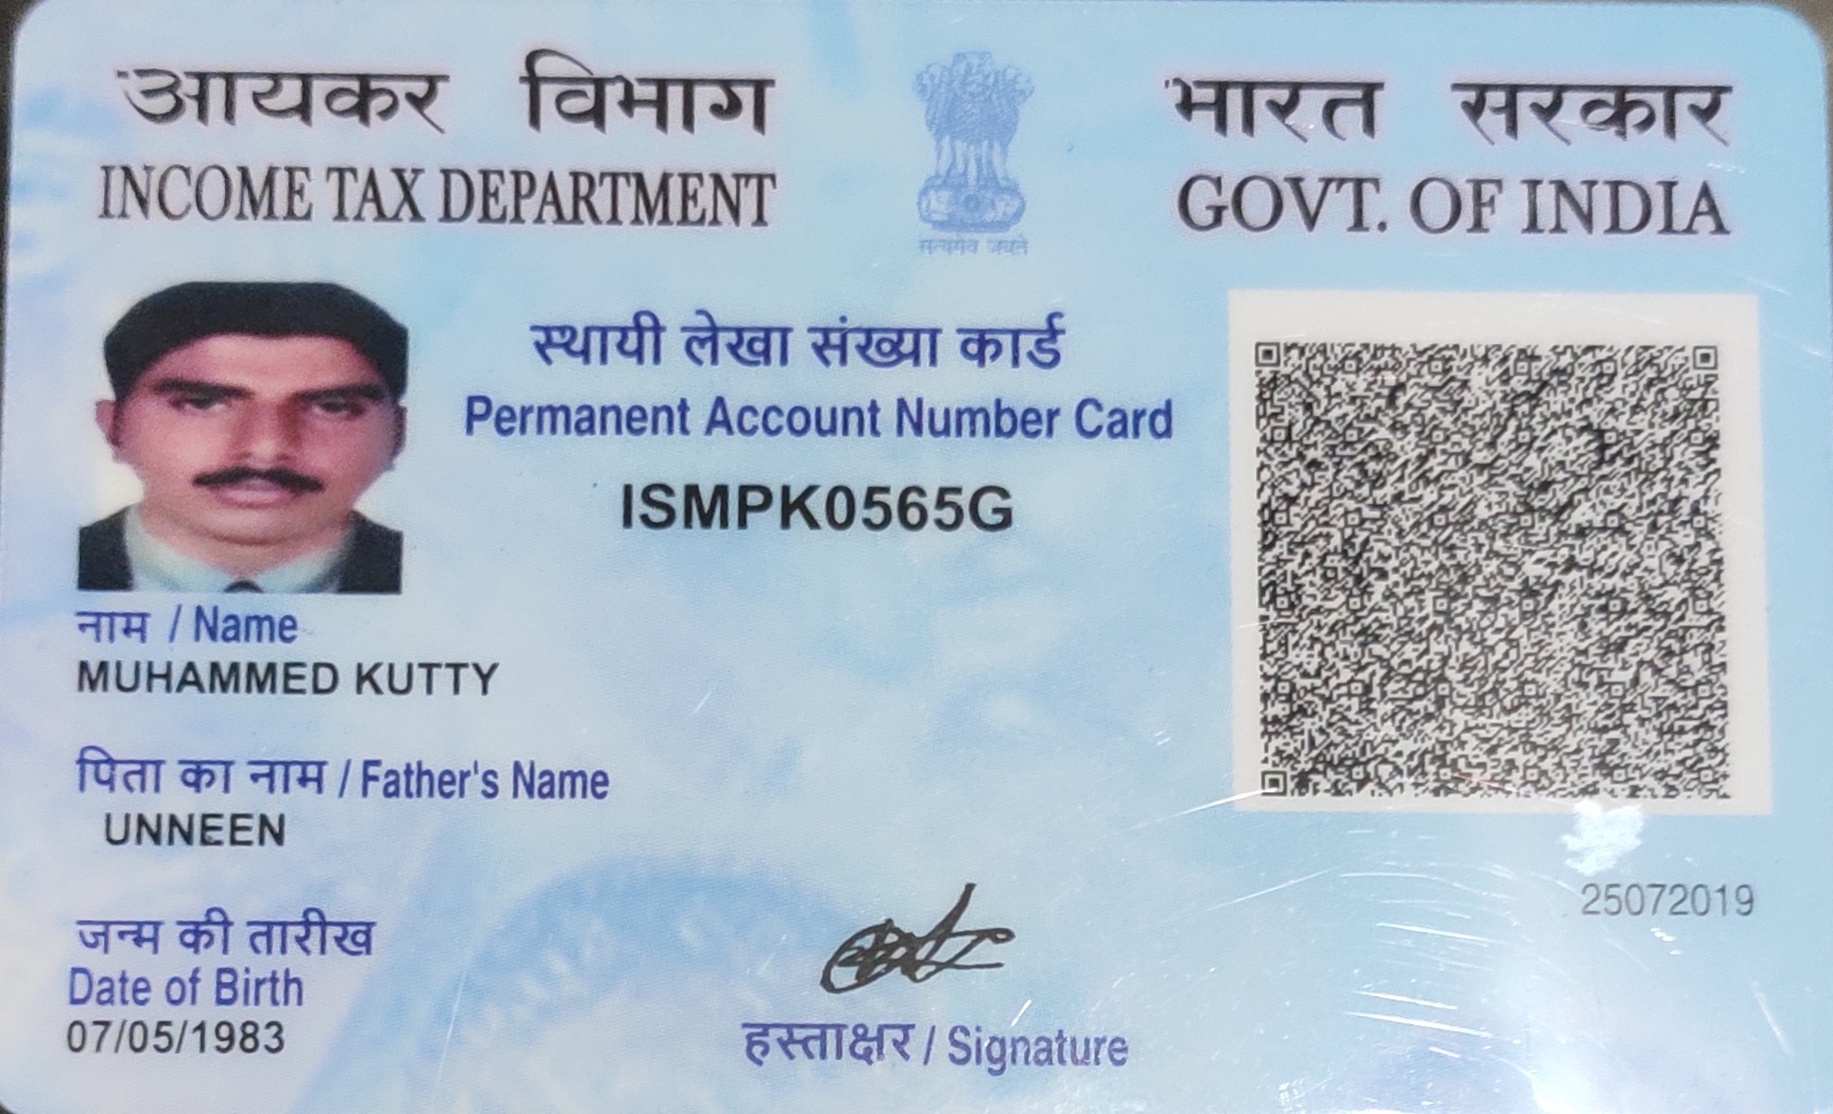 आयकर विभाग
INCOME TAX DEPARTMENT
सत्यमेव जयते
भारत सरकार
GOVT. OF INDIA
स्थायी लेखा संख्या कार्ड
Permanent Account Number Card
ISMPK0565G
नाम / Name
MUHAMMED KUTTY
पिता का नाम / Father's Name
UNNEEN
जन्म की तारीख
Date of Birth
07/05/1983
हस्ताक्षर / Signature
25072019